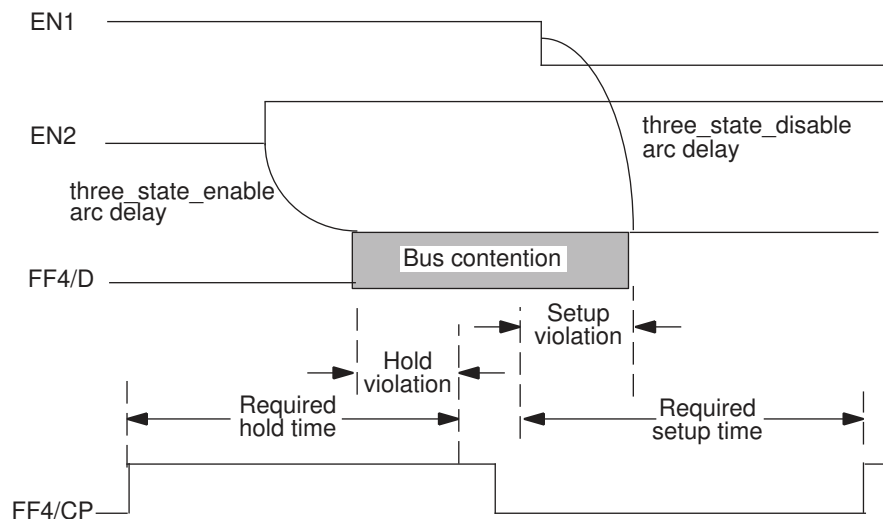 EN1
EN2
three_state_disable
arc delay
three_state_enable
arc delay
Bus contention
FF4/D
Setup
violation
Hold
violation
Required
hold time
Required
setup time
FF4/CP